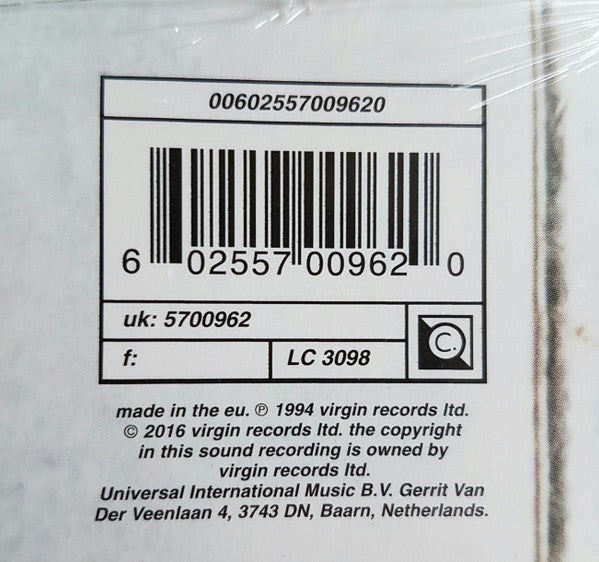 00602557009620
6 02557 00962 0
uk: 5700962
C.
f:
LC 3098
made in the eu. ℗ 1994 virgin records ltd.
© 2016 virgin records ltd. the copyright
in this sound recording is owned by
virgin records ltd.
Universal International Music B.V. Gerrit Van
Der Veenlaan 4, 3743 DN, Baarn, Netherlands.